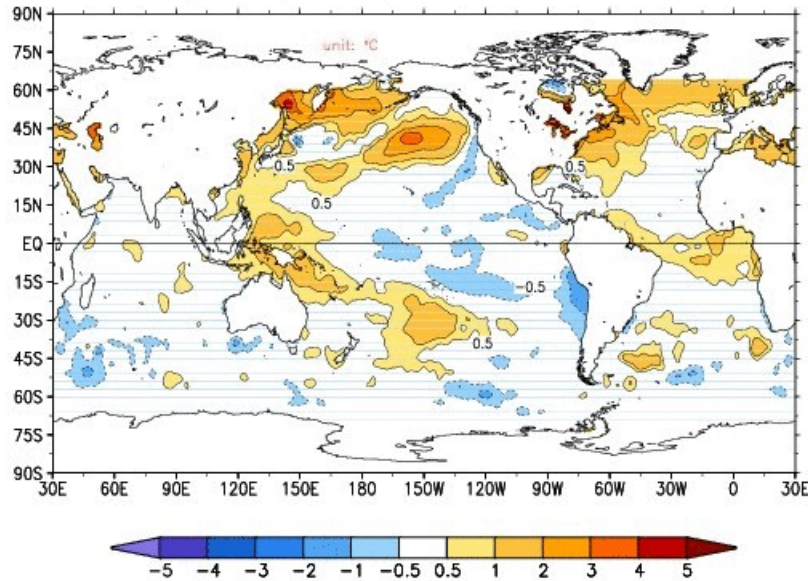 90N
unit: °C
75N
60N
45N
0.5
0.5
30N
0.5
15N
EQ
15S
-0.5
30S
0.5
45S
60S
75S
90S
30E 60E 90E 120E 150E 180 150W 120W 90W 60W 30W 0 30E
-5 -4 -3 -2 -1 -0.5 0.5 1 2 3 4 5